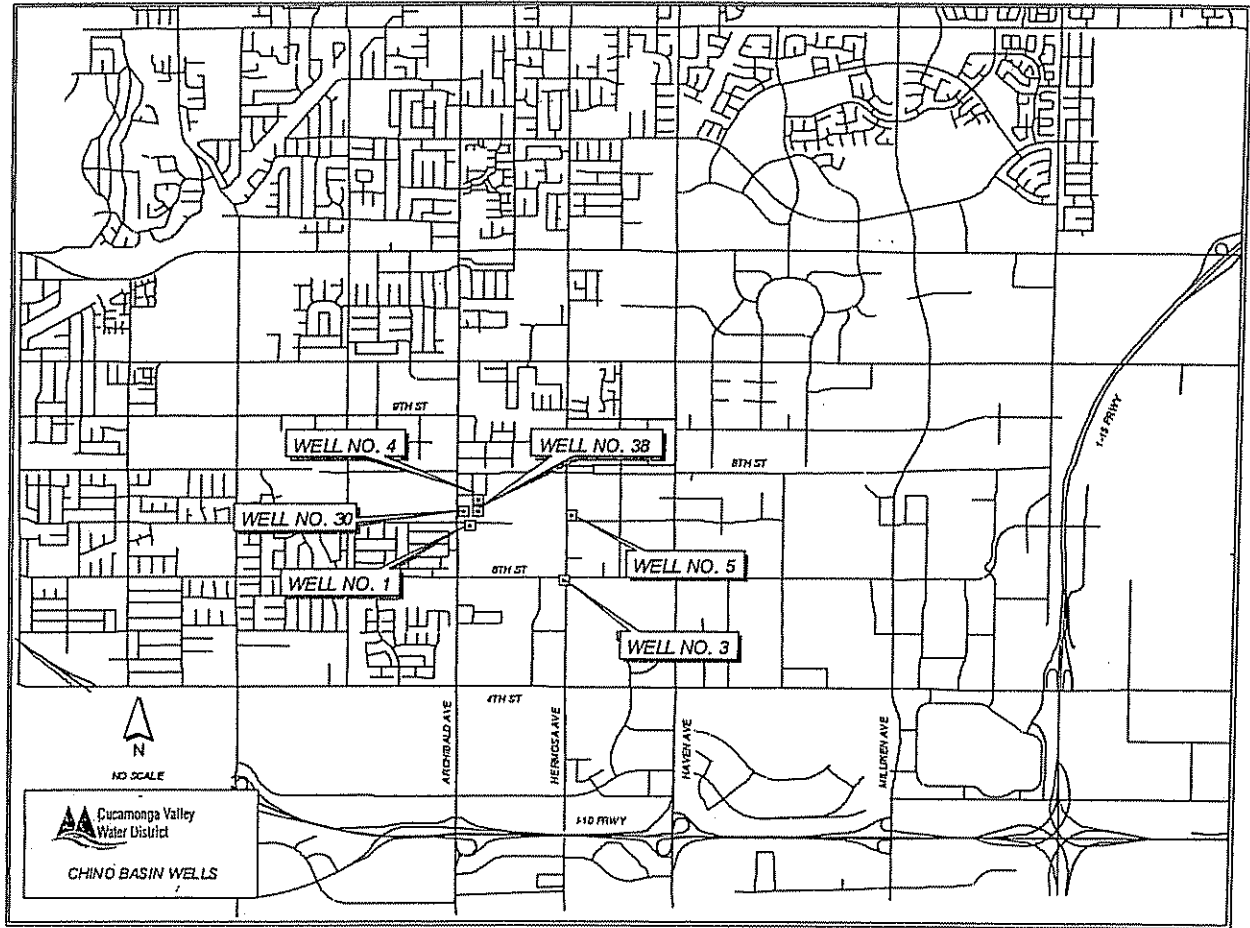 9TH ST
WELL NO. 4
WELL NO. 38
8TH ST
I-15 FRWY
WELL NO. 30
WELL NO. 5
6TH ST
WELL NO. 1
WELL NO. 3
4TH ST
ARCHIBALD AVE
HERMOSA AVE
HAVEN AVE
MILLIKEN AVE
N
NO SCALE
Cucamonga Valley
Water District
I-10 FRWY
CHINO BASIN WELLS